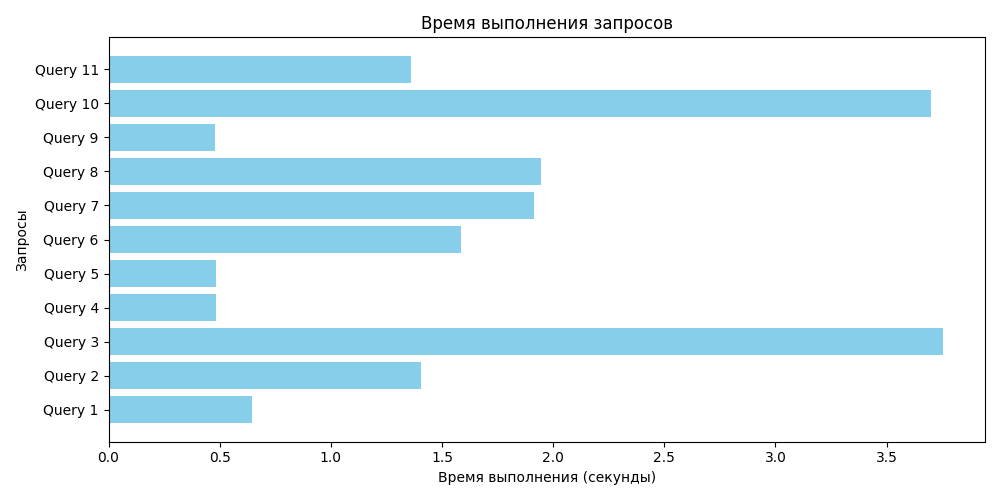 Время выполнения запросов
Запросы
Query 11
Query 10
Query 9
Query 8
Query 7
Query 6
Query 5
Query 4
Query 3
Query 2
Query 1
0.0 0.5 1.0 1.5 2.0 2.5 3.0 3.5
Время выполнения (секунды)